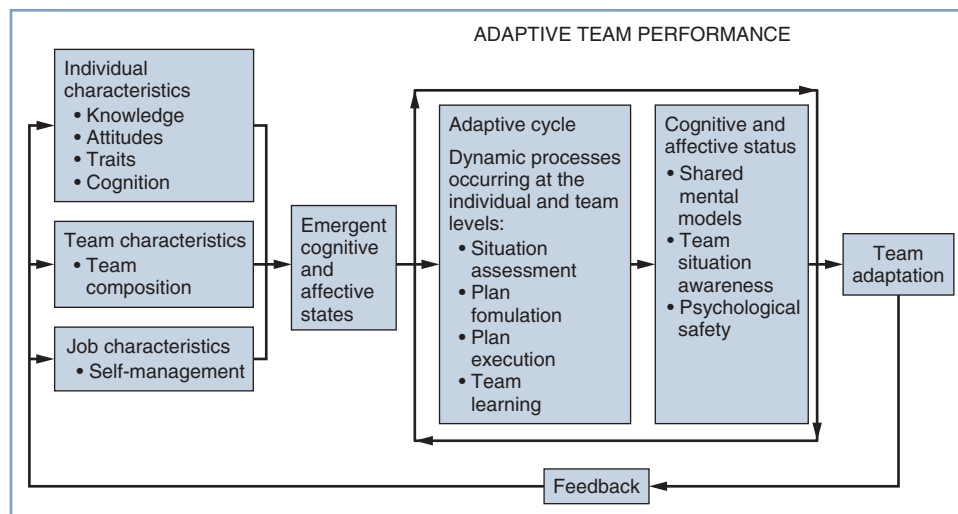 ADAPTIVE TEAM PERFORMANCE
Individual
characteristics
• Knowledge
• Attitudes
• Traits
• Cognition
Team characteristics
• Team
composition
Job characteristics
• Self-management
Emergent
cognitive
and
affective
states
Adaptive cycle
Dynamic processes
occurring at the
individual and team
levels:
• Situation
assessment
• Plan
fomulation
• Plan
execution
• Team
learning
Cognitive and
affective status
• Shared
mental
models
• Team
situation
awareness
• Psychological
safety
Team
adaptation
Feedback